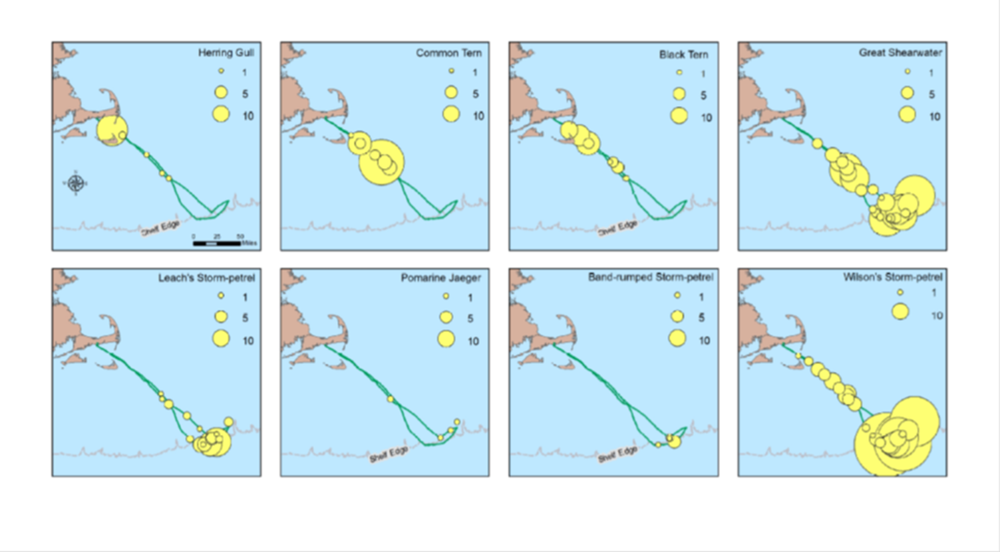 Herring Gull
1
5
10
Shelf Edge
0 25 50
Miles
Common Tern
1
5
10
Black Tern
1
5
10
Shelf Edge
Great Shearwater
1
5
10
Leach's Storm-petrel
1
5
10
Pomarine Jaeger
1
5
10
Shelf Edge
Band-rumped Storm-petrel
1
5
10
Shelf Edge
Wilson's Storm-petrel
1
10